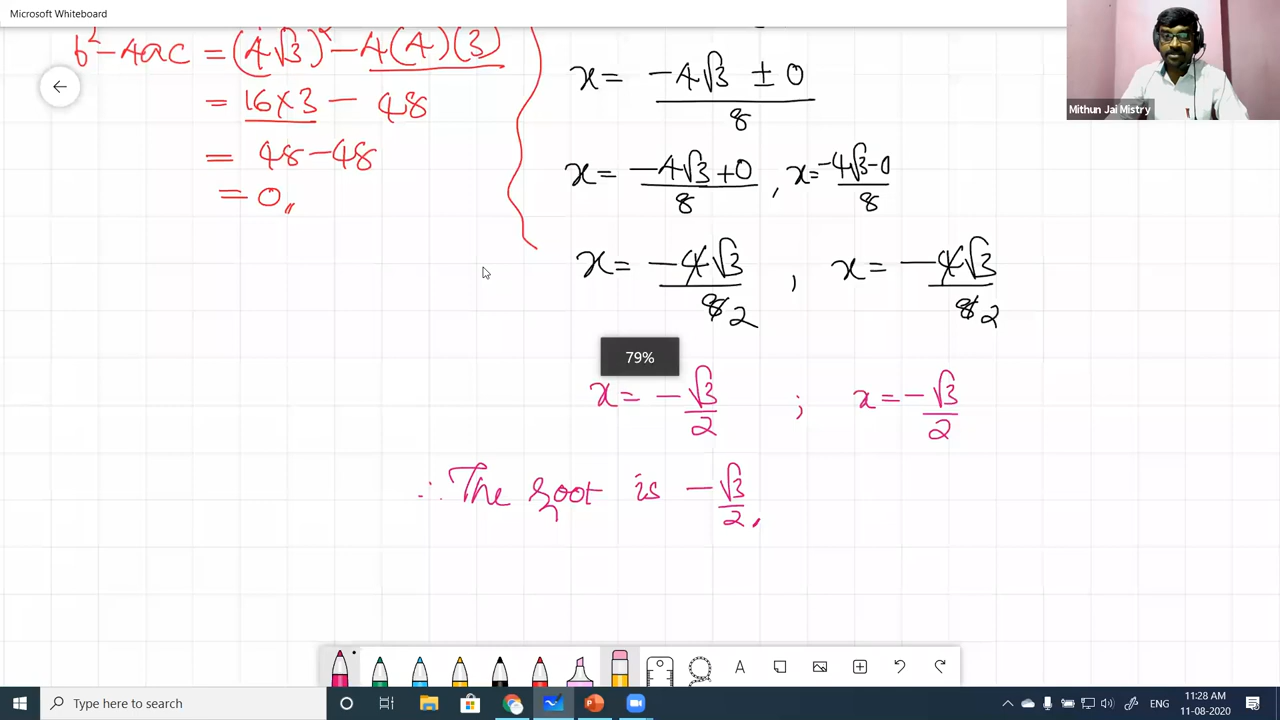 Microsoft Whiteboard
b² - 4ac = (4√3)² - 4(4)(3)
= 16×3 - 48
= 48 - 48
= 0,,
x = (-4√3 ± 0)/8
x = (-4√3 + 0)/8 , x = (-4√3 - 0)/8
x = -4√3/8 2 , x = -4√3/8 2
79%
x = -√3/2 ; x = -√3/2
∴ The root is -√3/2,
Mithun Jai Mistry
A
Type here to search
ENG
11:28 AM
11-08-2020